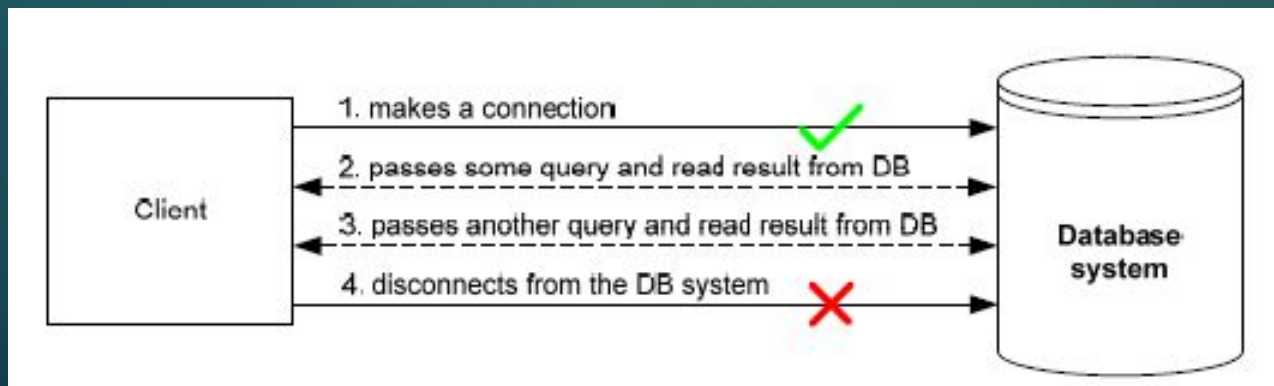 1. makes a connection
2. passes some query and read result from DB
Client
3. passes another query and read result from DB
Database
system
4. disconnects from the DB system